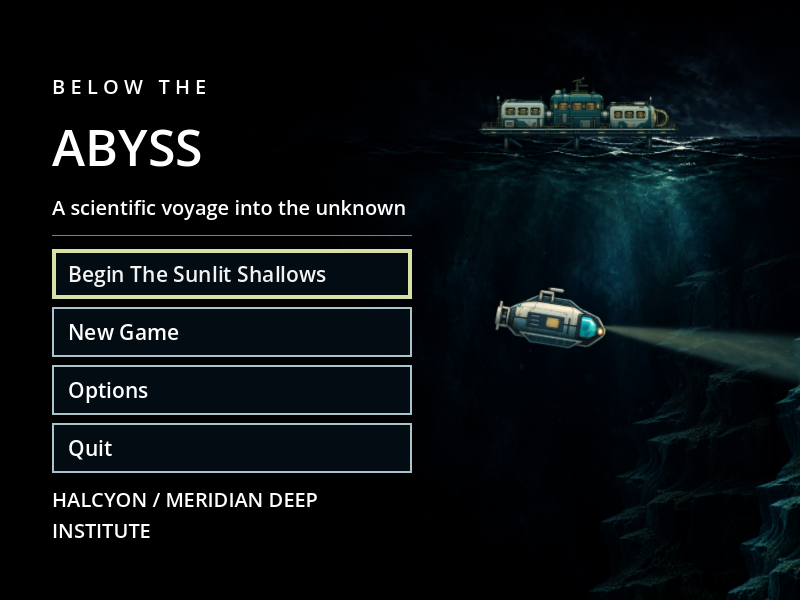 BELOW THE
ABYSS
A scientific voyage into the unknown
Begin The Sunlit Shallows
New Game
Options
Quit
HALCYON / MERIDIAN DEEP
INSTITUTE